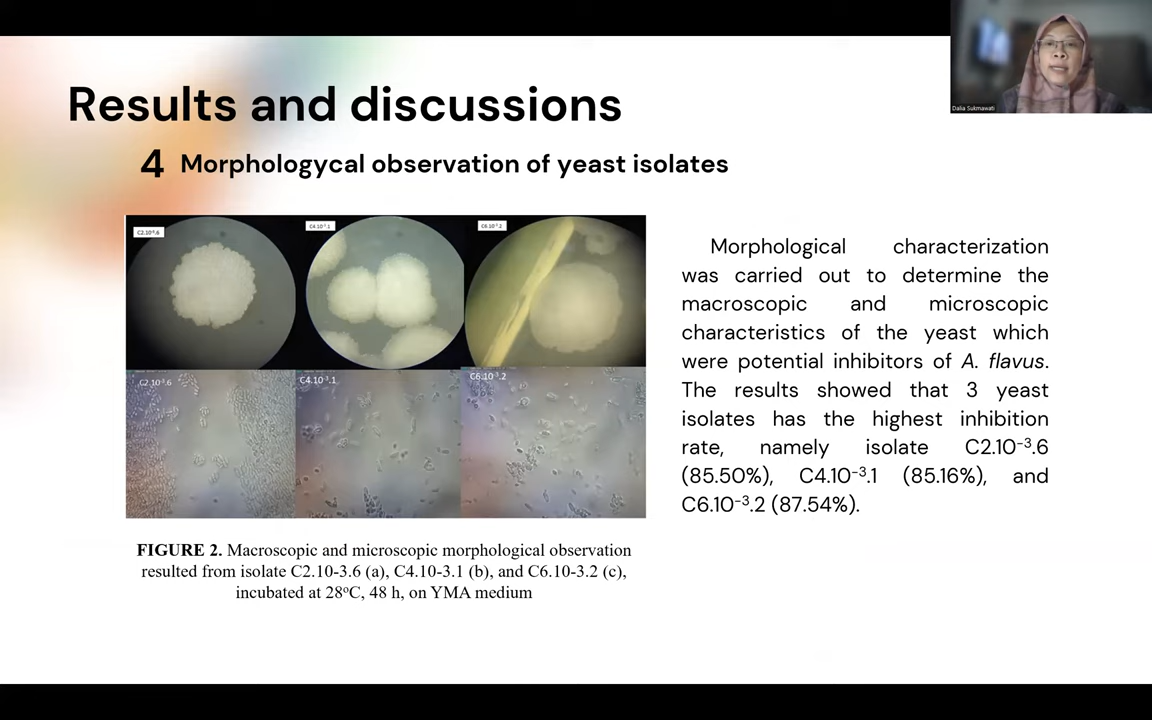 Dalia Sukmawati
Results and discussions
4 Morphologycal observation of yeast isolates
C2.10⁻³.6
C4.10⁻³.1
C6.10⁻³.2
C2.10⁻³.6
C4.10⁻³.1
C6.10⁻³.2
Morphological characterization
was carried out to determine the
macroscopic and microscopic
characteristics of the yeast which
were potential inhibitors of A. flavus.
The results showed that 3 yeast
isolates has the highest inhibition
rate, namely isolate C2.10⁻³.6
(85.50%), C4.10⁻³.1 (85.16%), and
C6.10⁻³.2 (87.54%).
FIGURE 2. Macroscopic and microscopic morphological observation
resulted from isolate C2.10-3.6 (a), C4.10-3.1 (b), and C6.10-3.2 (c),
incubated at 28°C, 48 h, on YMA medium